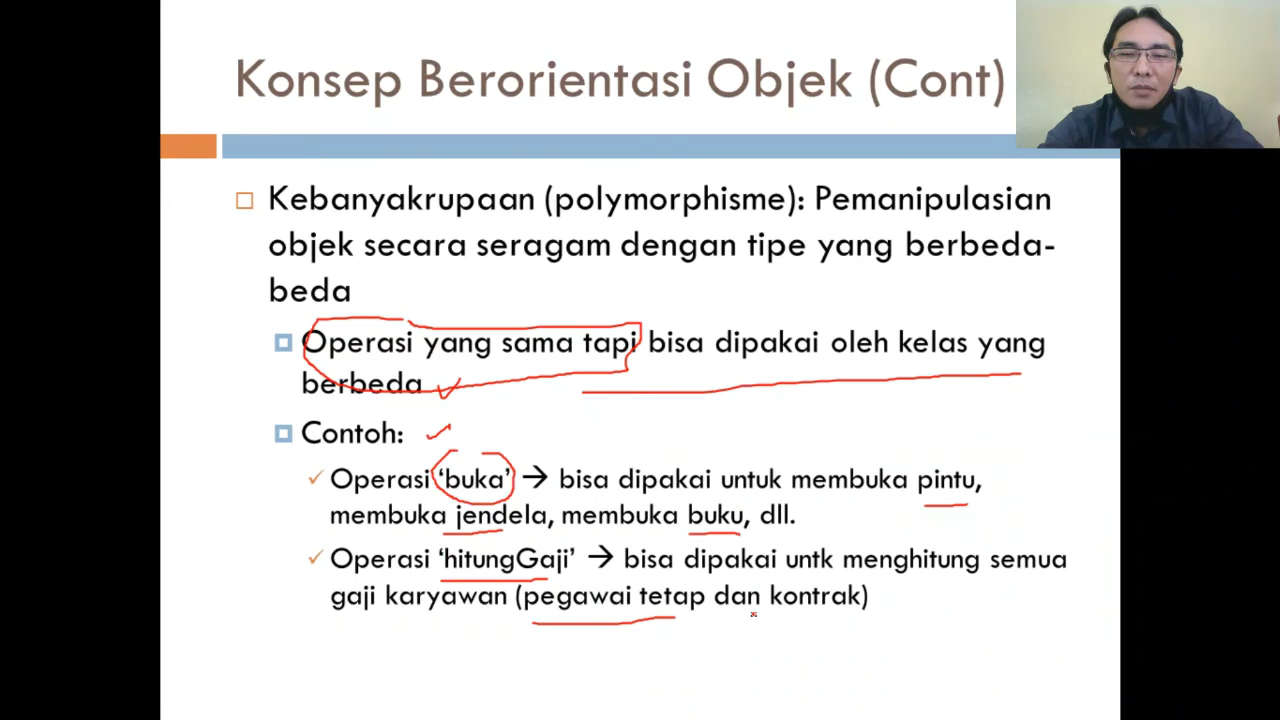 Konsep Berorientasi Objek (Cont)
Kebanyakrupaan (polymorphisme): Pemanipulasian
objek secara seragam dengan tipe yang berbeda-
beda
Operasi yang sama tapi bisa dipakai oleh kelas yang
berbeda
Contoh:
Operasi ‘buka’ → bisa dipakai untuk membuka pintu,
membuka jendela, membuka buku, dll.
Operasi ‘hitungGaji’ → bisa dipakai untk menghitung semua
gaji karyawan (pegawai tetap dan kontrak)